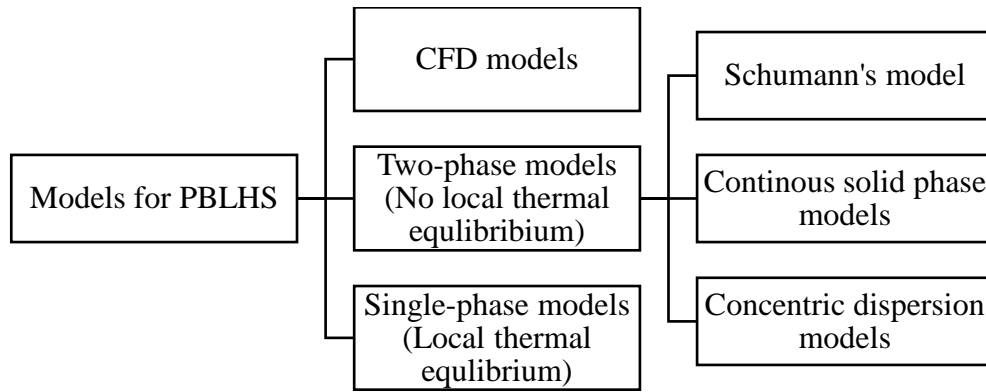 Models for PBLHS
CFD models
Two-phase models
(No local thermal
equlibribium)
Single-phase models
(Local thermal
equlibrium)
Schumann's model
Continous solid phase
models
Concentric dispersion
models